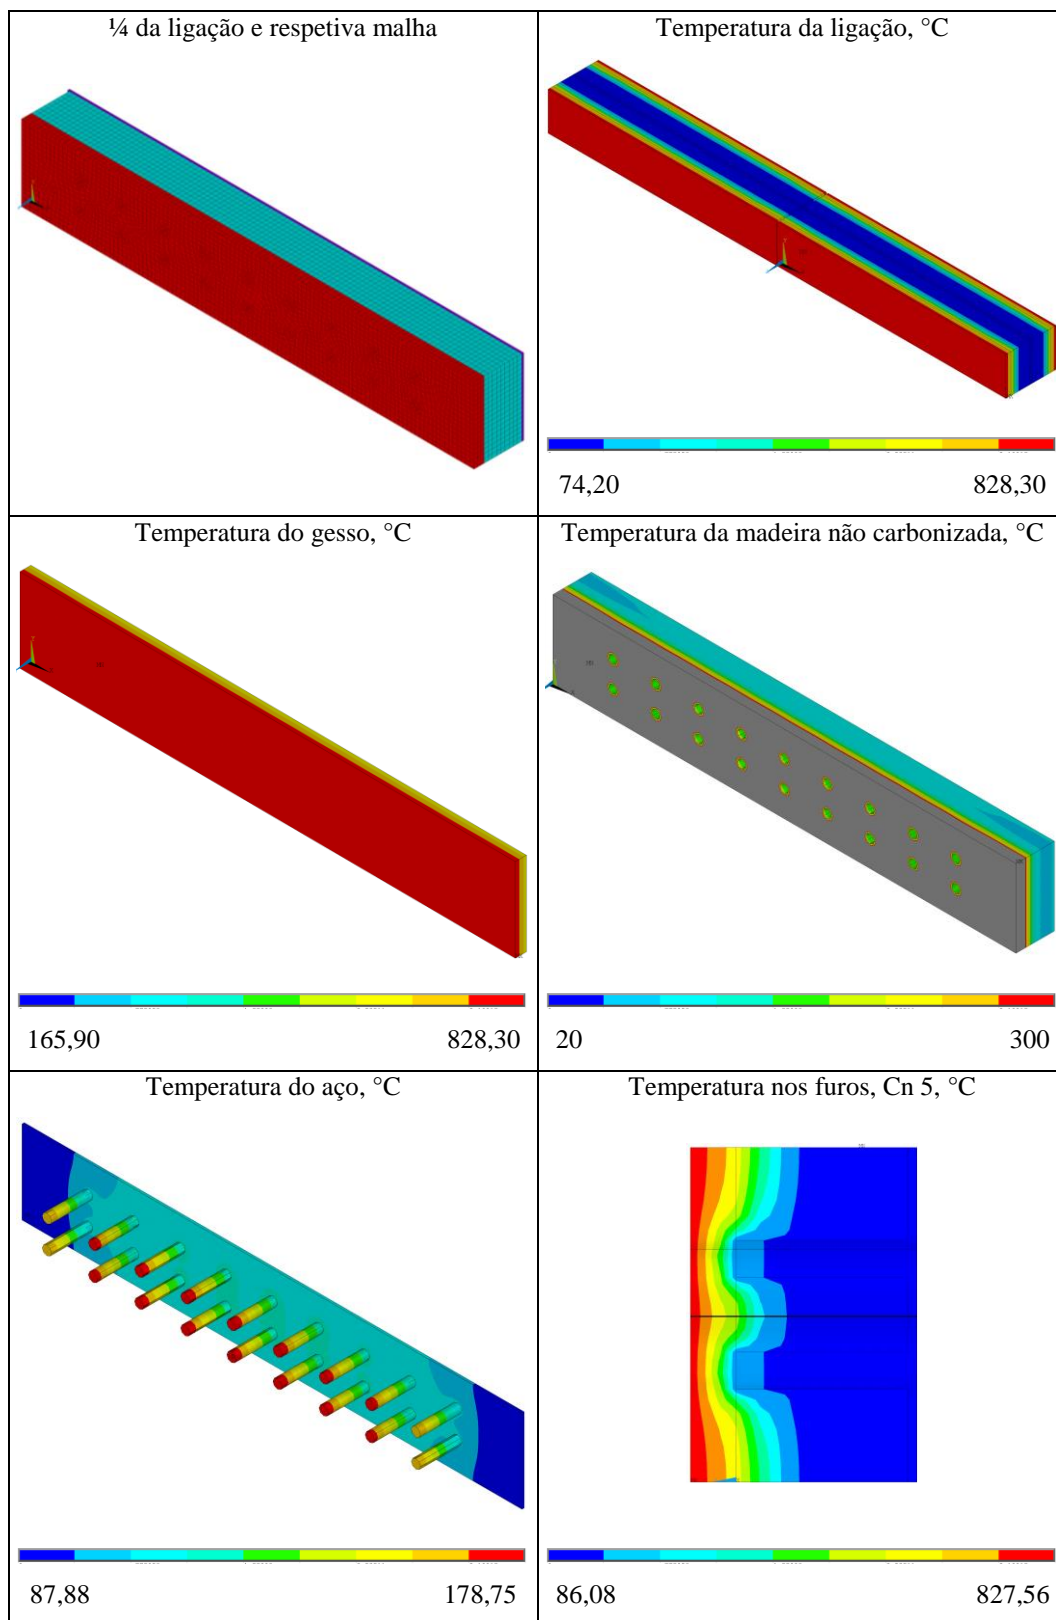 ¼ da ligação e respetiva malha
Temperatura da ligação, °C
74,20 828,30
Temperatura do gesso, °C
Temperatura da madeira não carbonizada, °C
165,90 828,30
20 300
Temperatura do aço, °C
Temperatura nos furos, Cn 5, °C
87,88 178,75
86,08 827,56